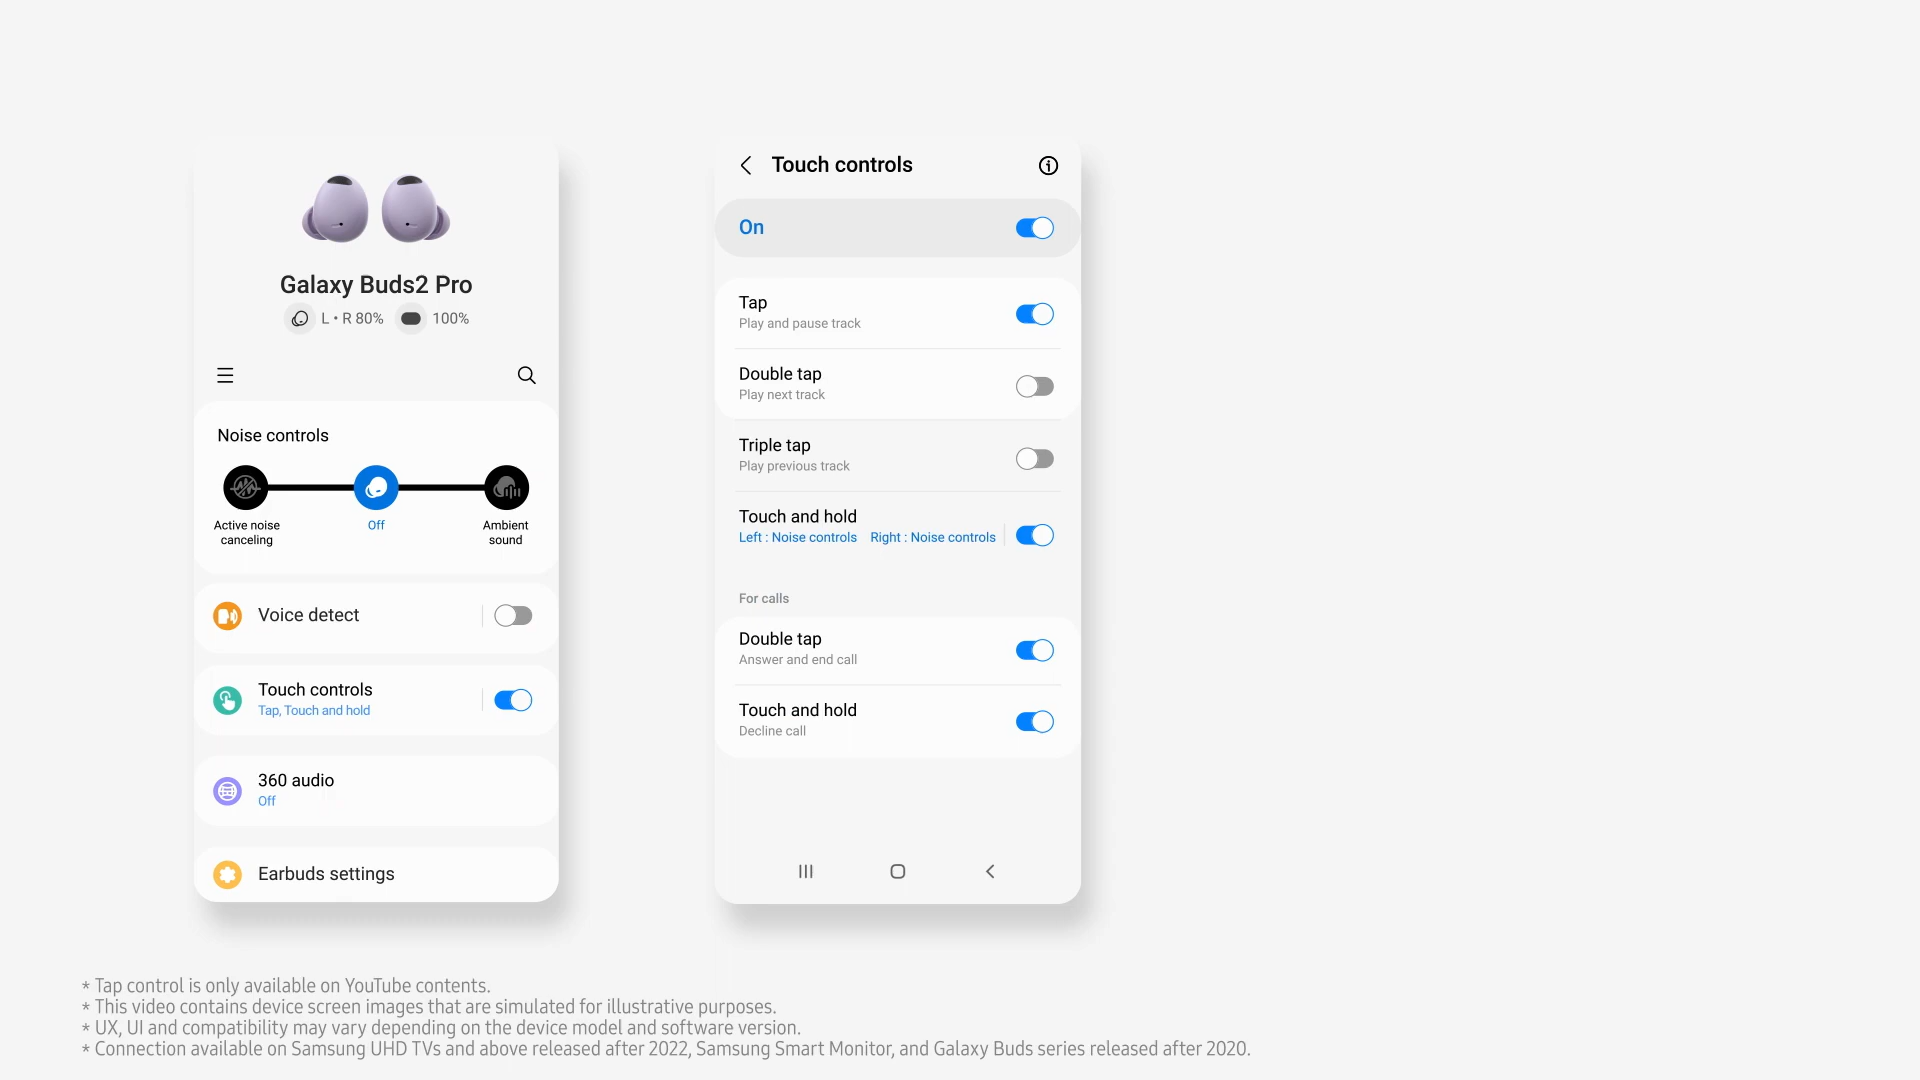 Galaxy Buds2 Pro
L • R 80% 100%
Noise controls
Active noise
canceling
Off
Ambient
sound
Voice detect
Touch controls
Tap, Touch and hold
360 audio
Off
Earbuds settings
Touch controls
On
Tap
Play and pause track
Double tap
Play next track
Triple tap
Play previous track
Touch and hold
Left : Noise controls Right : Noise controls
For calls
Double tap
Answer and end call
Touch and hold
Decline call
* Tap control is only available on YouTube contents.
* This video contains device screen images that are simulated for illustrative purposes.
* UX, UI and compatibility may vary depending on the device model and software version.
* Connection available on Samsung UHD TVs and above released after 2022, Samsung Smart Monitor, and Galaxy Buds series released after 2020.